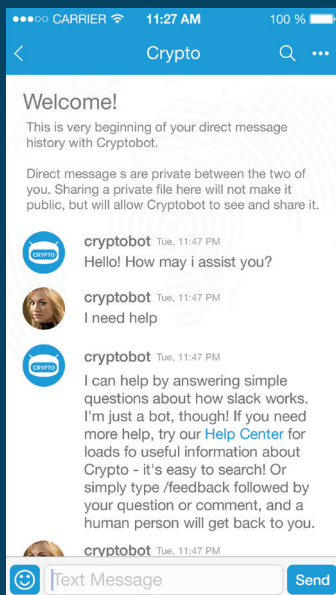 CARRIER 11:27 AM 100 %
Crypto
Welcome!
This is very beginning of your direct message
history with Cryptobot.
Direct message s are private between the two of
you. Sharing a private file here will not make it
public, but will allow Cryptobot to see and share it.
cryptobot Tue, 11:47 PM
CRYPTO
Hello! How may i assist you?
cryptobot Tue, 11:47 PM
I need help
cryptobot Tue, 11:47 PM
CRYPTO
I can help by answering simple
questions about how slack works.
I'm just a bot, though! If you need
more help, try our Help Center for
loads fo useful information about
Crypto - it's easy to search! Or
simply type /feedback followed by
your question or comment, and a
human person will get back to you.
cryptobot Tue, 11:47 PM
Text Message
Send